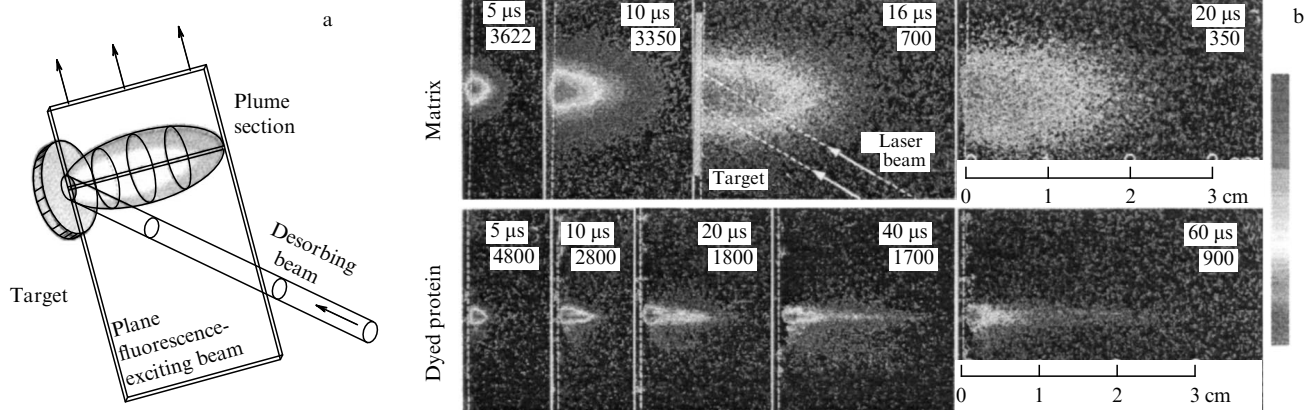 a
Plume
section
Desorbing
beam
Target
Plane
fluorescence-
exciting beam
b
Matrix
5 μs
3622
10 μs
3350
16 μs
700
20 μs
350
Laser
beam
Target
0 1 2 3 cm
Dyed protein
5 μs
4800
10 μs
2800
20 μs
1800
40 μs
1700
60 μs
900
0 1 2 3 cm